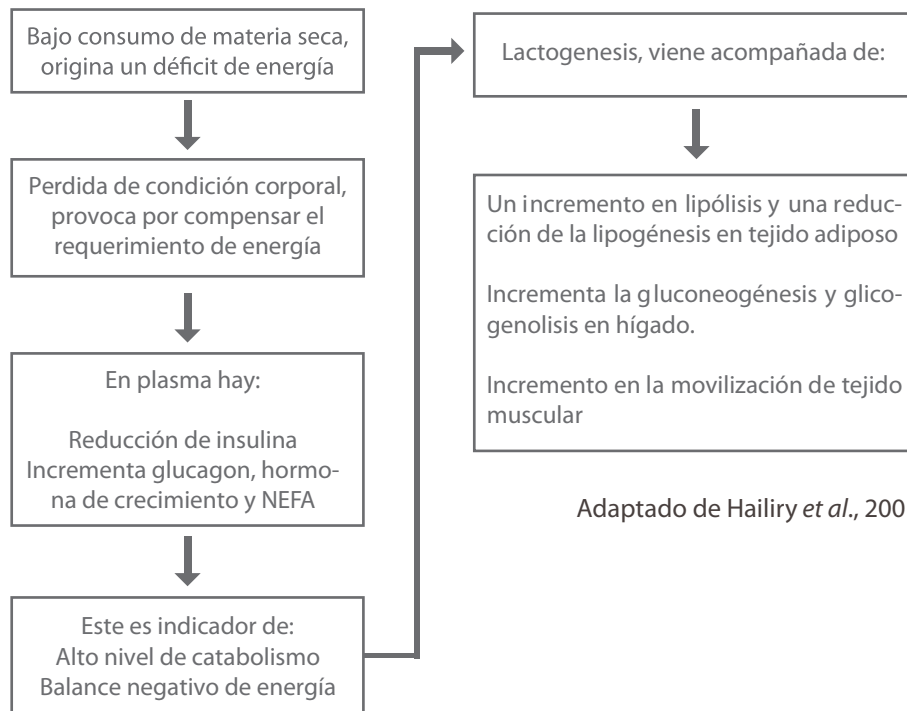 Bajo consumo de materia seca,
origina un déficit de energía
Perdida de condición corporal,
provoca por compensar el
requerimiento de energía
En plasma hay:
Reducción de insulina
Incrementa glucagon, hormo-
na de crecimiento y NEFA
Este es indicador de:
Alto nivel de catabolismo
Balance negativo de energía
Lactogenesis, viene acompañada de:
Un incremento en lipólisis y una reduc-
ción de la lipogénesis en tejido adiposo
Incrementa la gluconeogénesis y glico-
genolisis en hígado.
Incremento en la movilización de tejido
muscular
Adaptado de Hailiry et al., 200